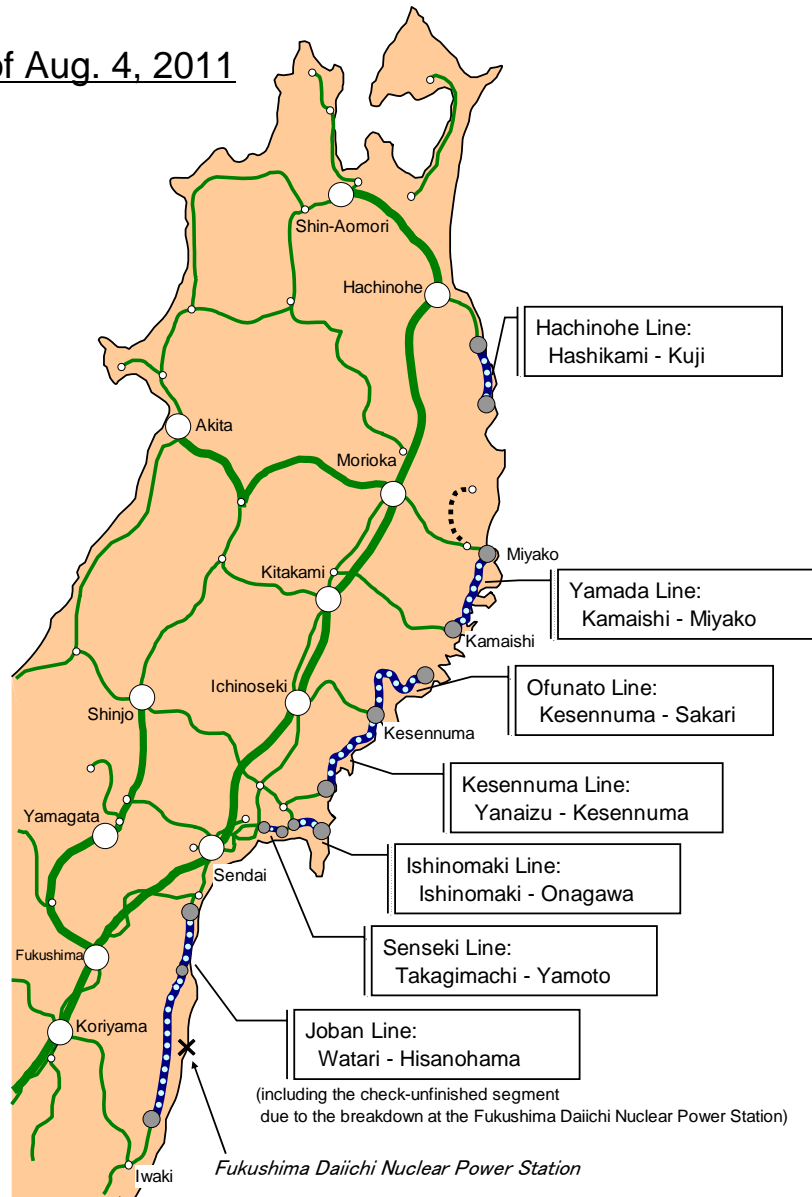 of Aug. 4, 2011
Shin-Aomori
Hachinohe
Hachinohe Line:
Hashikami - Kuji
Akita
Morioka
Miyako
Kitakami
Yamada Line:
Kamaishi - Miyako
Kamaishi
Ichinoseki
Shinjo
Ofunato Line:
Kesennuma - Sakari
Kesennuma
Kesennuma Line:
Yanaizu - Kesennuma
Yamagata
Sendai
Ishinomaki Line:
Ishinomaki - Onagawa
Senseki Line:
Takagimachi - Yamoto
Fukushima
Koriyama
Joban Line:
Watari - Hisanohama
(including the check-unfinished segment
due to the breakdown at the Fukushima Daiichi Nuclear Power Station)
Iwaki
Fukushima Daiichi Nuclear Power Station